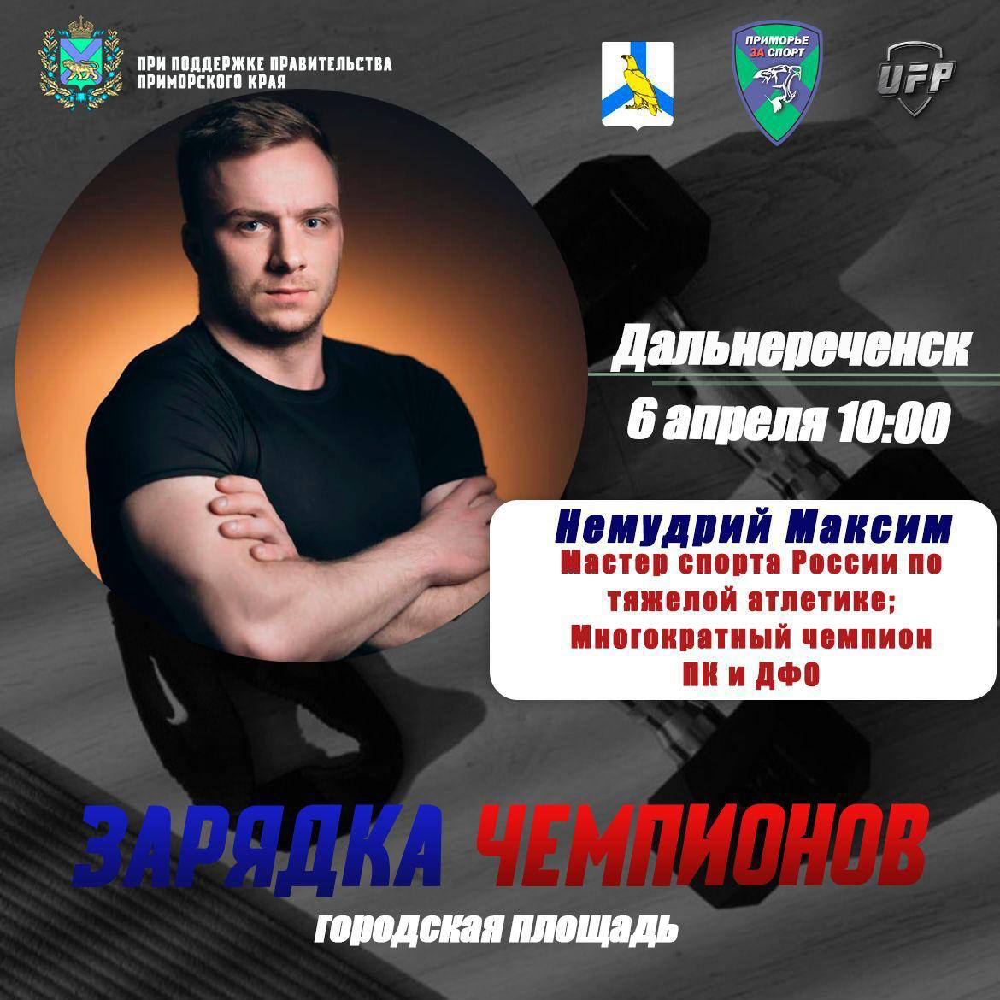 ПРИ ПОДДЕРЖКЕ ПРАВИТЕЛЬСТВА
ПРИМОРСКОГО КРАЯ
ПРИМОРЬЕ
ЗА СПОРТ
UFP
Дальнереченск
6 апреля 10:00
Немудрий Максим
Мастер спорта России по
тяжелой атлетике;
Многократный чемпион
ПК и ДФО
ЗАРЯДКА ЧЕМПИОНОВ
городская площадь